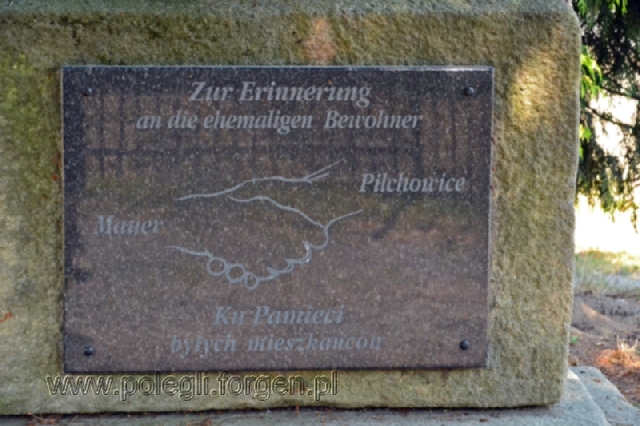 Zur Erinnerung
an die ehemaligen Bewohner
Pilchowice
Mauer
Ku Pamięci
byłych mieszkańców
www.polegli.forgen.pl